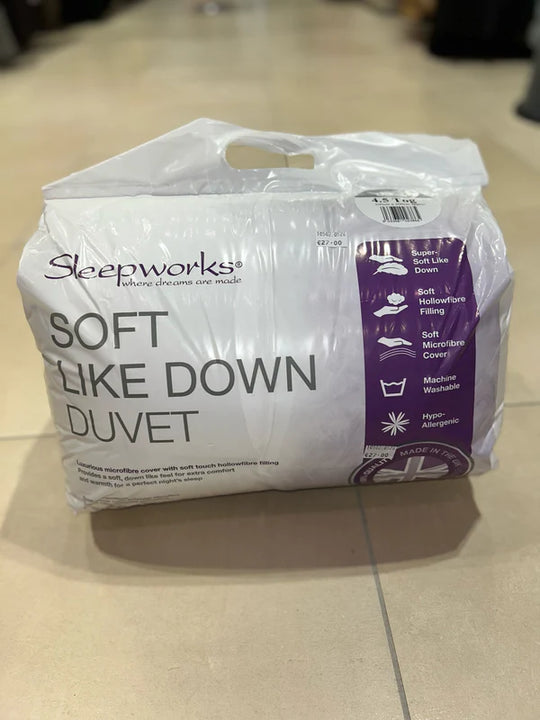 4.5 Tog
€27.00
Sleepworks®
where dreams are made
SOFT
LIKE DOWN
DUVET
Luxurious microfibre cover with soft touch hollowfibre filling
Provides a soft, down like feel for extra comfort
and warmth for a perfect night's sleep
Super-
Soft Like
Down
Soft
Hollowfibre
Filling
Soft
Microfibre
Cover
Machine
Washable
Hypo-
Allergenic
€27.00
QUALITY
MADE IN THE UK